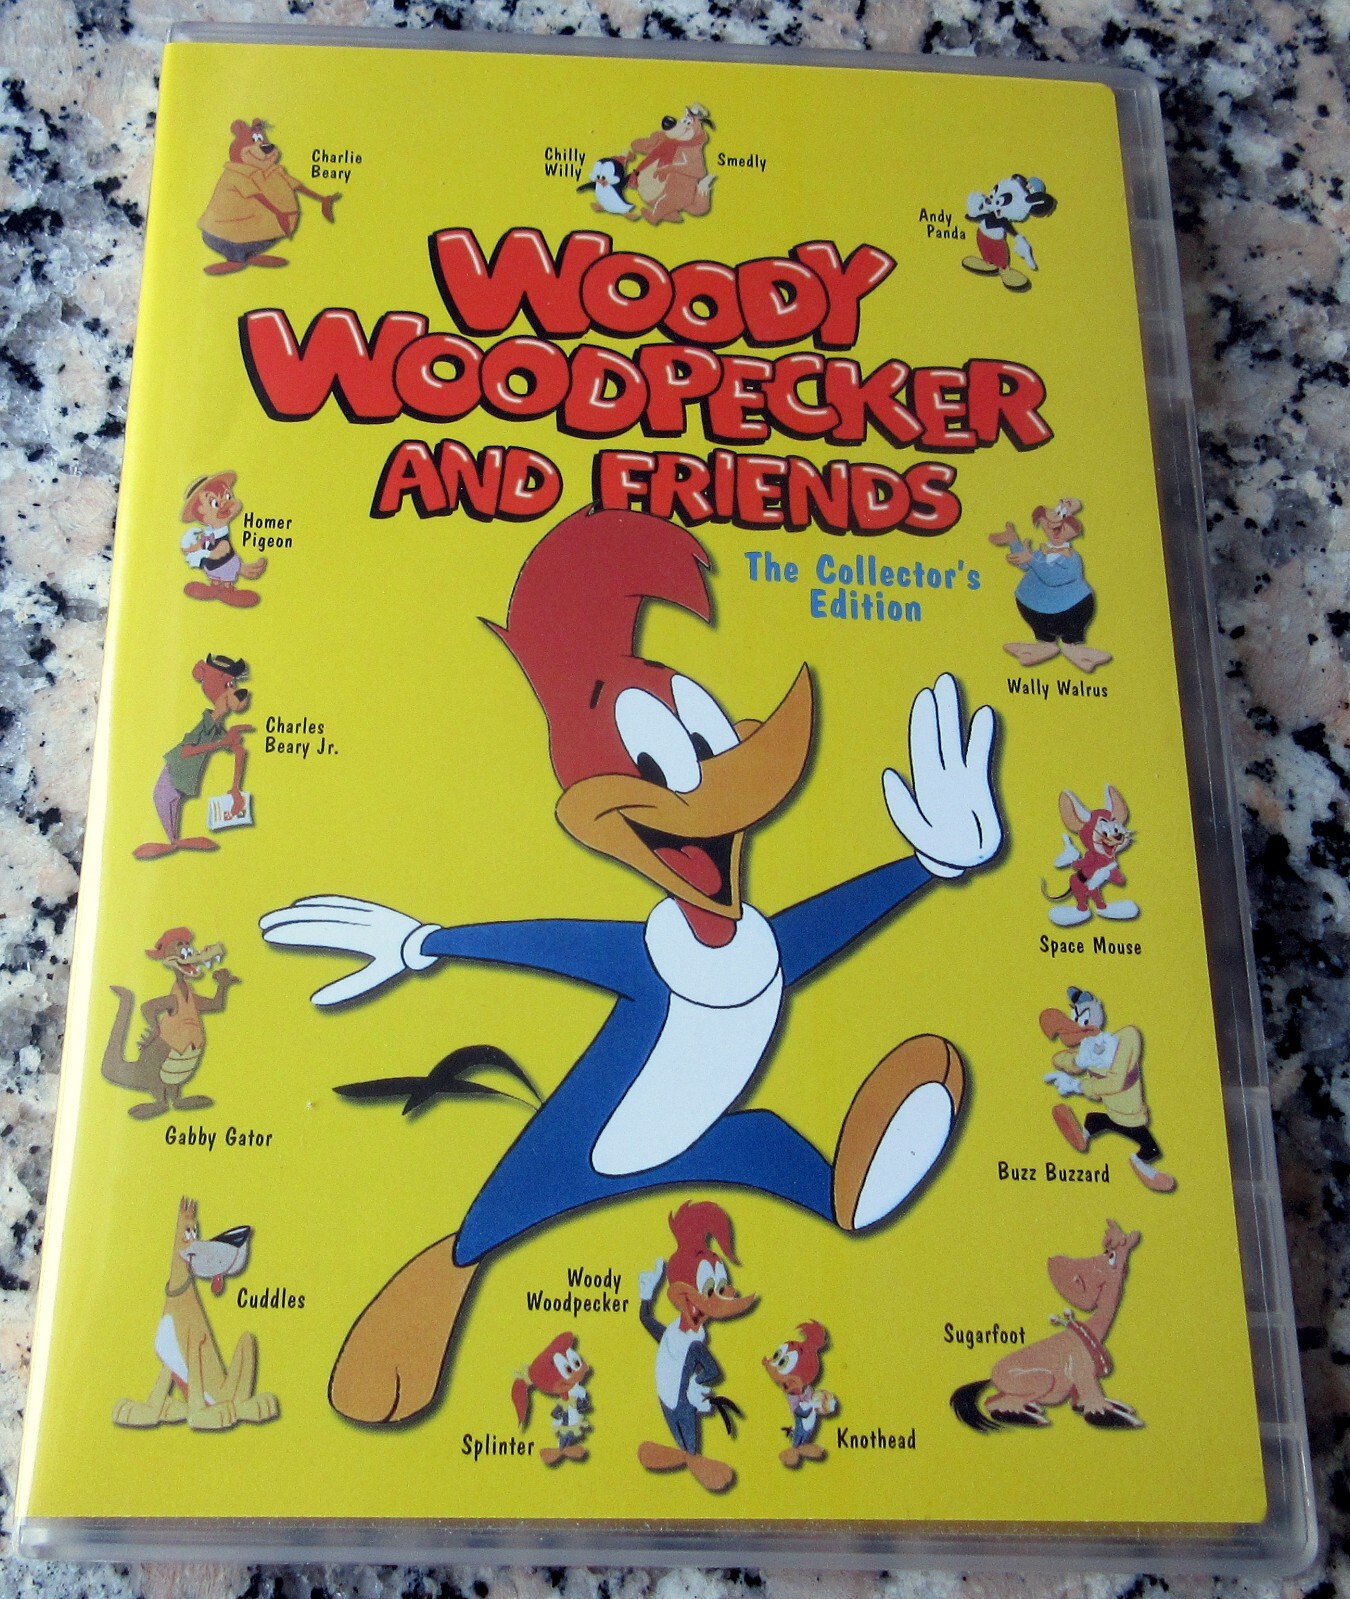 Charlie
Beary
Chilly
Willy
Smedly
Andy
Panda
WOODY
WOODPECKER
AND FRIENDS
The Collector's
Edition
Homer
Pigeon
Wally Walrus
Charles
Beary Jr.
Space Mouse
Gabby Gator
Buzz Buzzard
Cuddles
Woody
Woodpecker
Sugarfoot
Splinter
Knothead